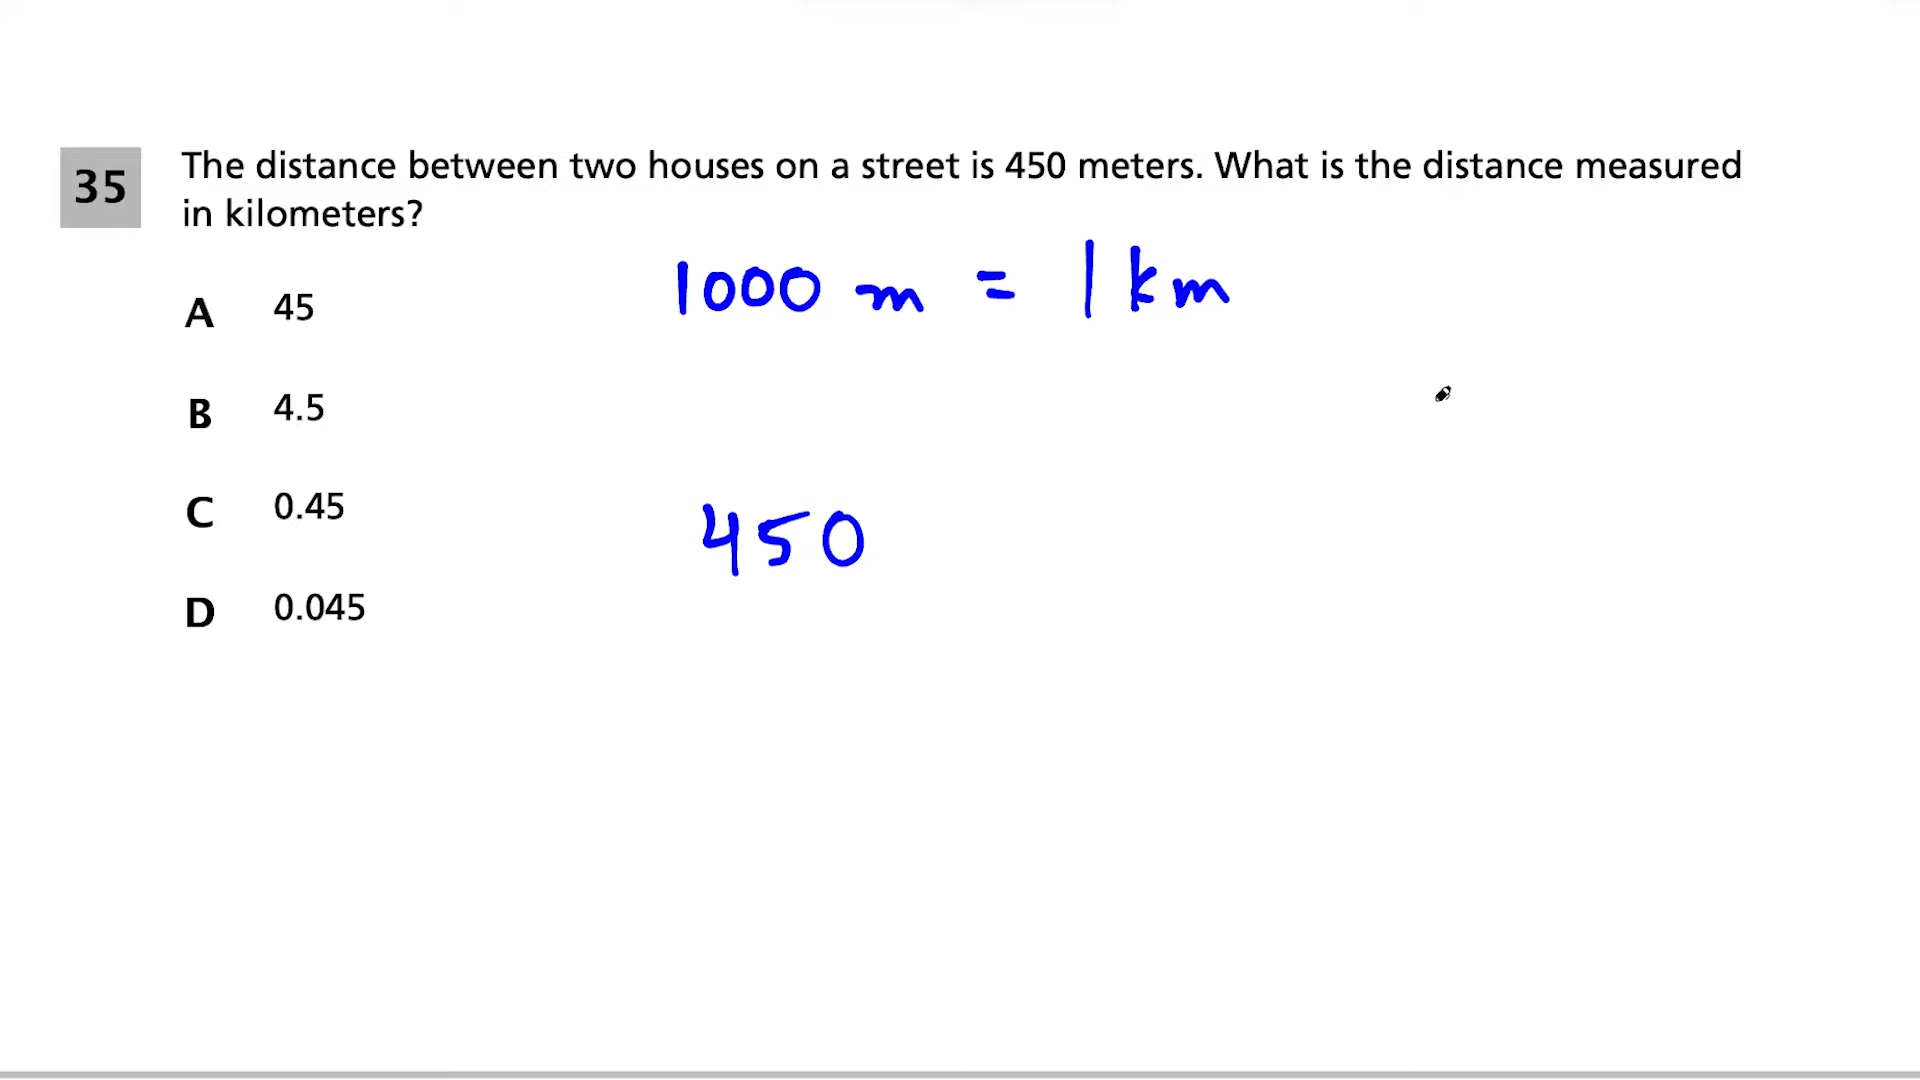 35 The distance between two houses on a street is 450 meters. What is the distance measured
in kilometers?
1000 m = 1 km
A 45
B 4.5
C 0.45
450
D 0.045